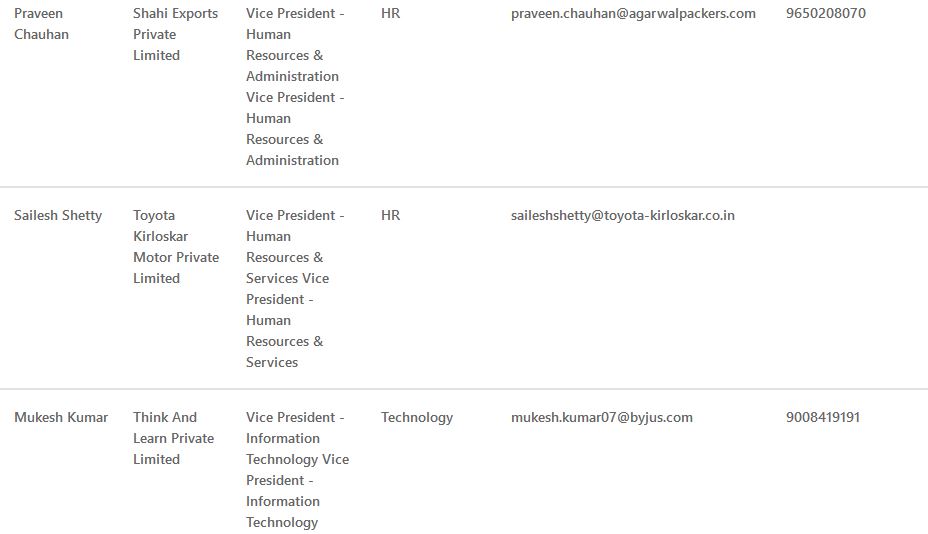 Praveen Shahi Exports Vice President - HR praveen.chauhan@agarwalpackers.com 9650208070
Chauhan Private Human
Limited Resources &
Administration
Vice President -
Human
Resources &
Administration
Sailesh Shetty Toyota Vice President - HR saileshshetty@toyota-kirloskar.co.in
Kirloskar Human
Motor Private Resources &
Limited Services Vice
President -
Human
Resources &
Services
Mukesh Kumar Think And Vice President - Technology mukesh.kumar07@byjus.com 9008419191
Learn Private Information
Limited Technology Vice
President -
Information
Technology